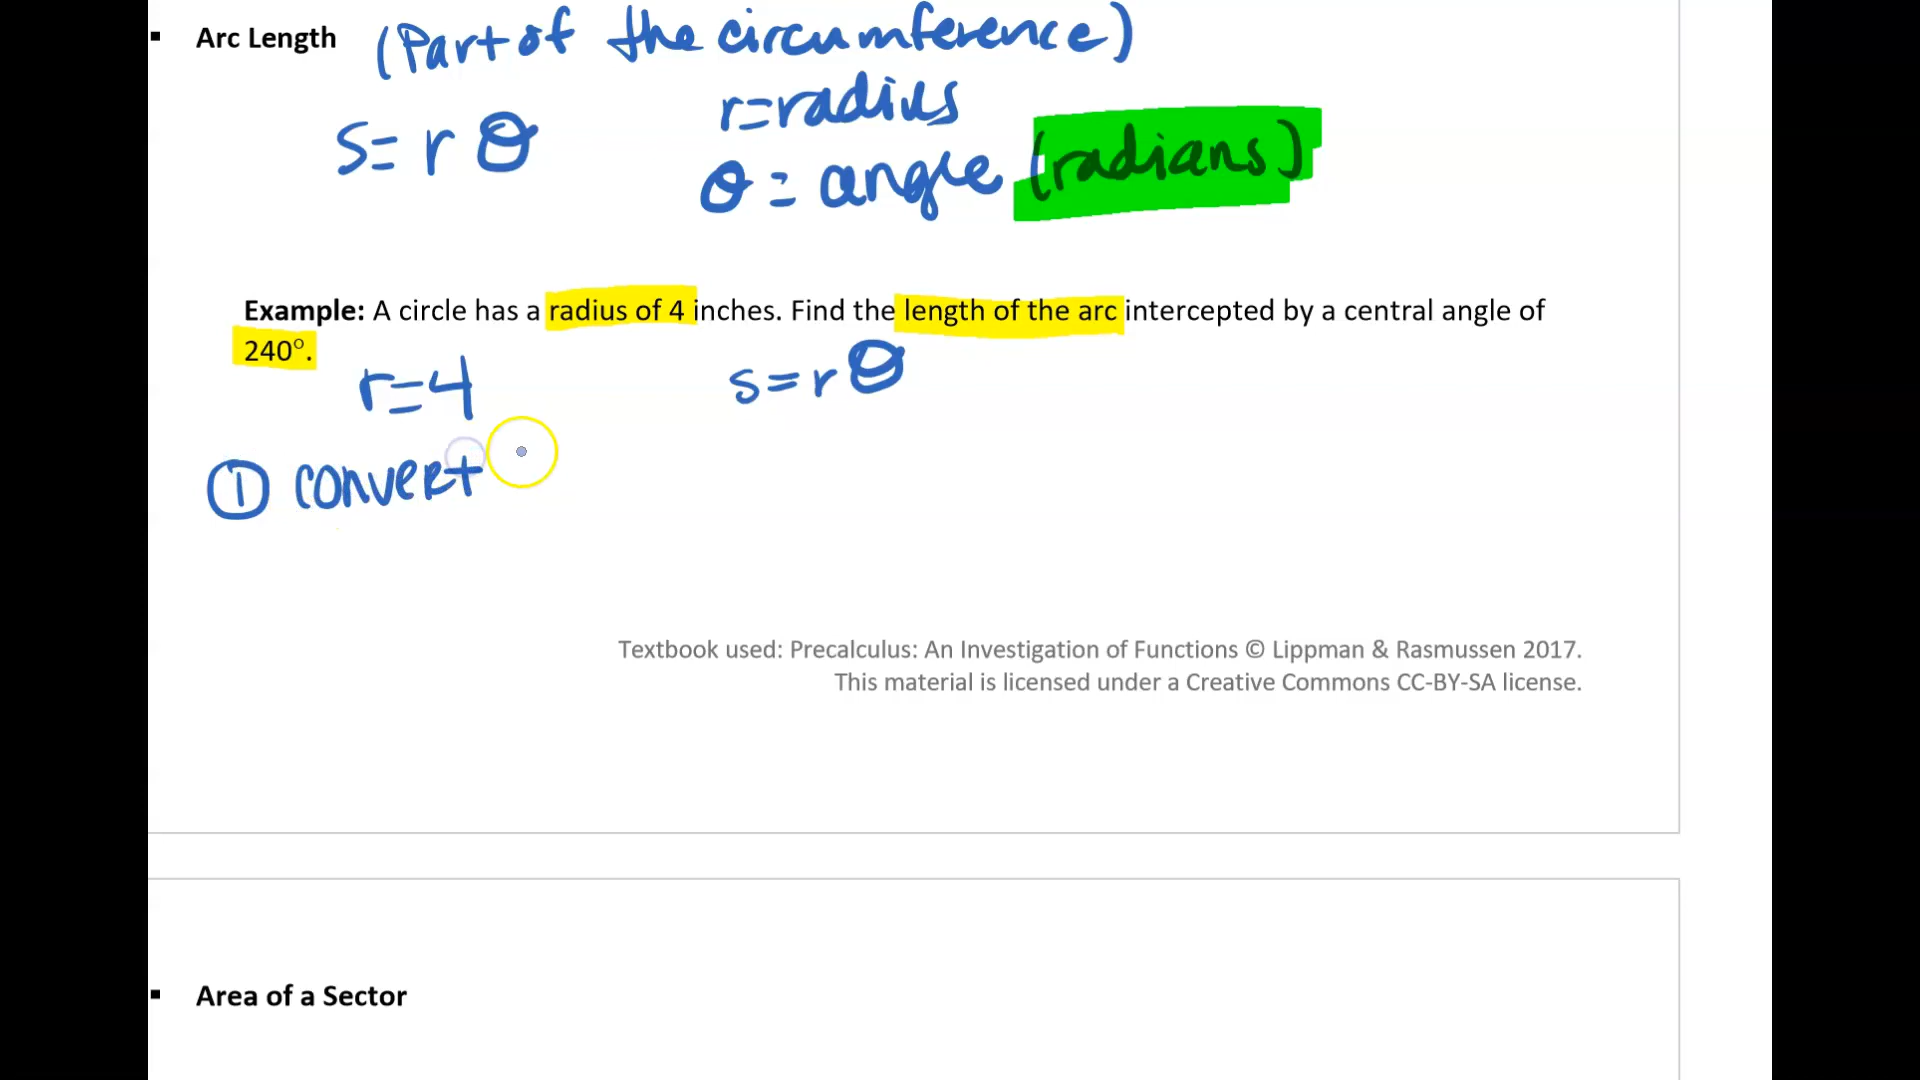 ▪ Arc Length (Part of the circumference)
r=radius
s=rθ
θ=angle (radians)
Example: A circle has a radius of 4 inches. Find the length of the arc intercepted by a central angle of
240°.
r=4 s=rθ
① convert
Textbook used: Precalculus: An Investigation of Functions © Lippman & Rasmussen 2017.
This material is licensed under a Creative Commons CC-BY-SA license.
▪ Area of a Sector